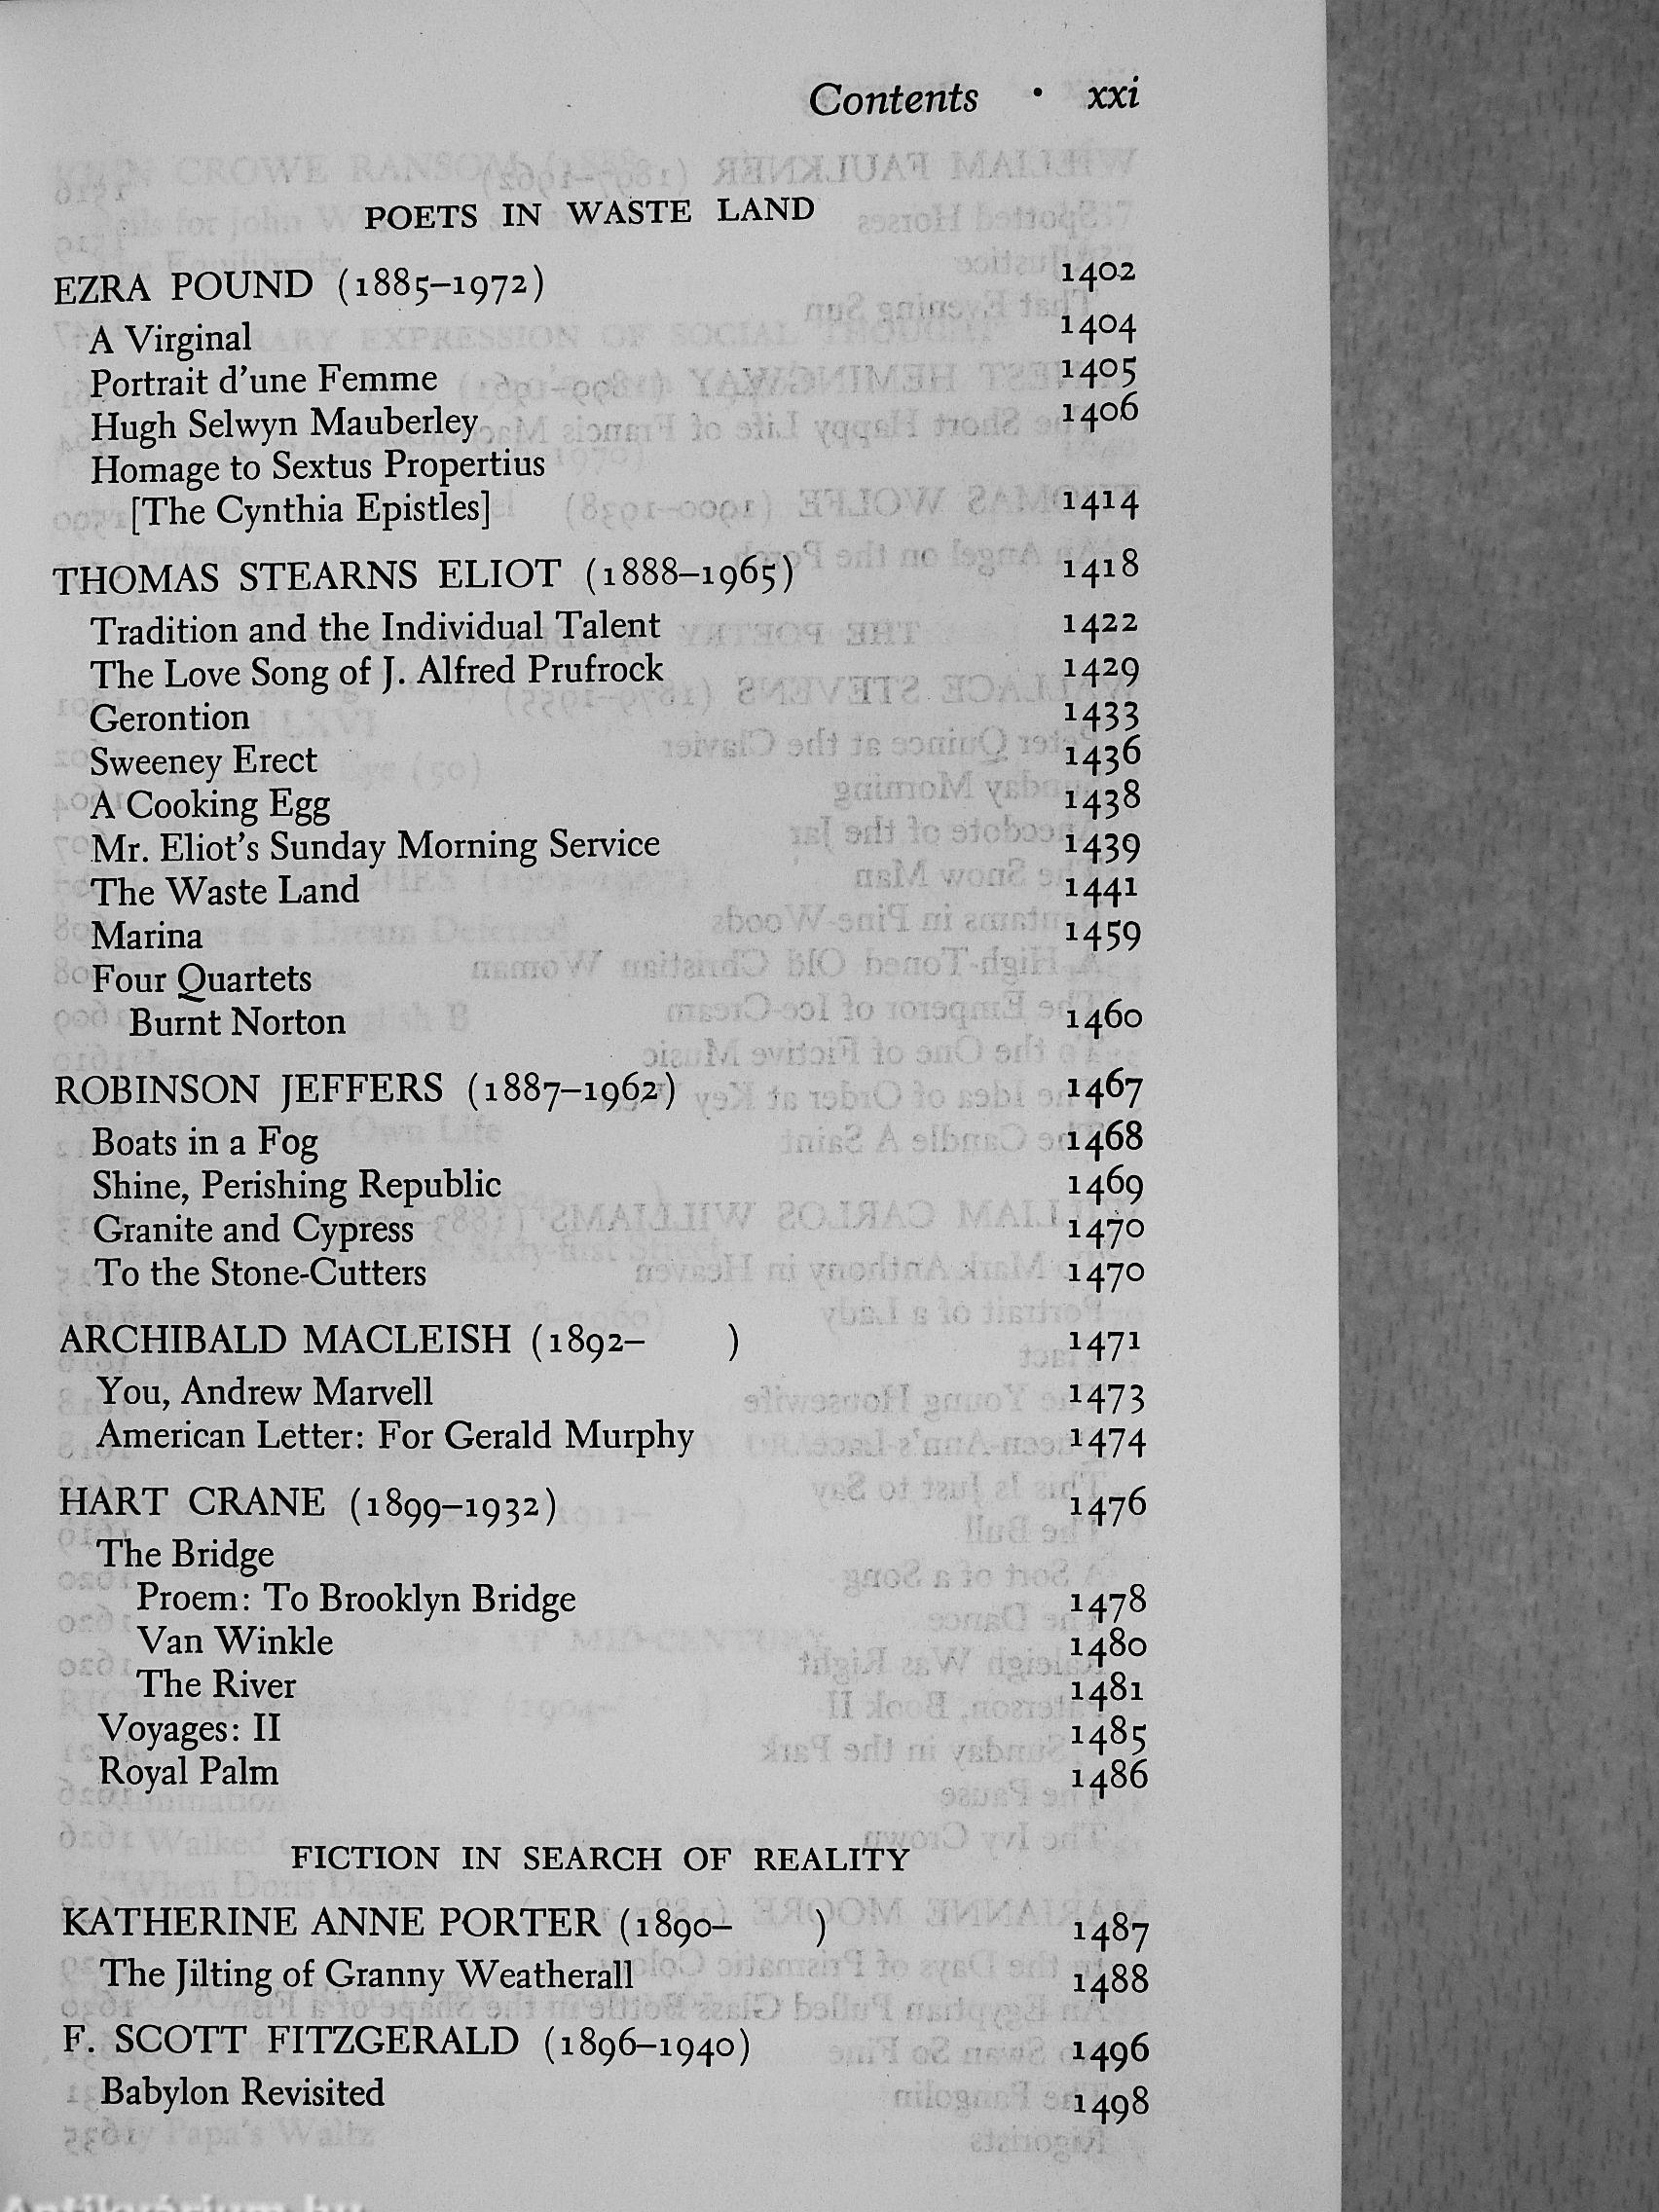 Contents • xxi
POETS IN WASTE LAND
EZRA POUND (1885–1972) 1402
A Virginal 1404
Portrait d'une Femme 1405
Hugh Selwyn Mauberley 1406
Homage to Sextus Propertius
[The Cynthia Epistles] 1414
THOMAS STEARNS ELIOT (1888–1965) 1418
Tradition and the Individual Talent 1422
The Love Song of J. Alfred Prufrock 1429
Gerontion 1433
Sweeney Erect 1436
A Cooking Egg 1438
Mr. Eliot's Sunday Morning Service 1439
The Waste Land 1441
Marina 1459
Four Quartets
Burnt Norton 1460
ROBINSON JEFFERS (1887–1962) 1467
Boats in a Fog 1468
Shine, Perishing Republic 1469
Granite and Cypress 1470
To the Stone-Cutters 1470
ARCHIBALD MACLEISH (1892– ) 1471
You, Andrew Marvell 1473
American Letter: For Gerald Murphy 1474
HART CRANE (1899–1932) 1476
The Bridge
Proem: To Brooklyn Bridge 1478
Van Winkle 1480
The River 1481
Voyages: II 1485
Royal Palm 1486
FICTION IN SEARCH OF REALITY
KATHERINE ANNE PORTER (1890– ) 1487
The Jilting of Granny Weatherall 1488
F. SCOTT FITZGERALD (1896–1940) 1496
Babylon Revisited 1498